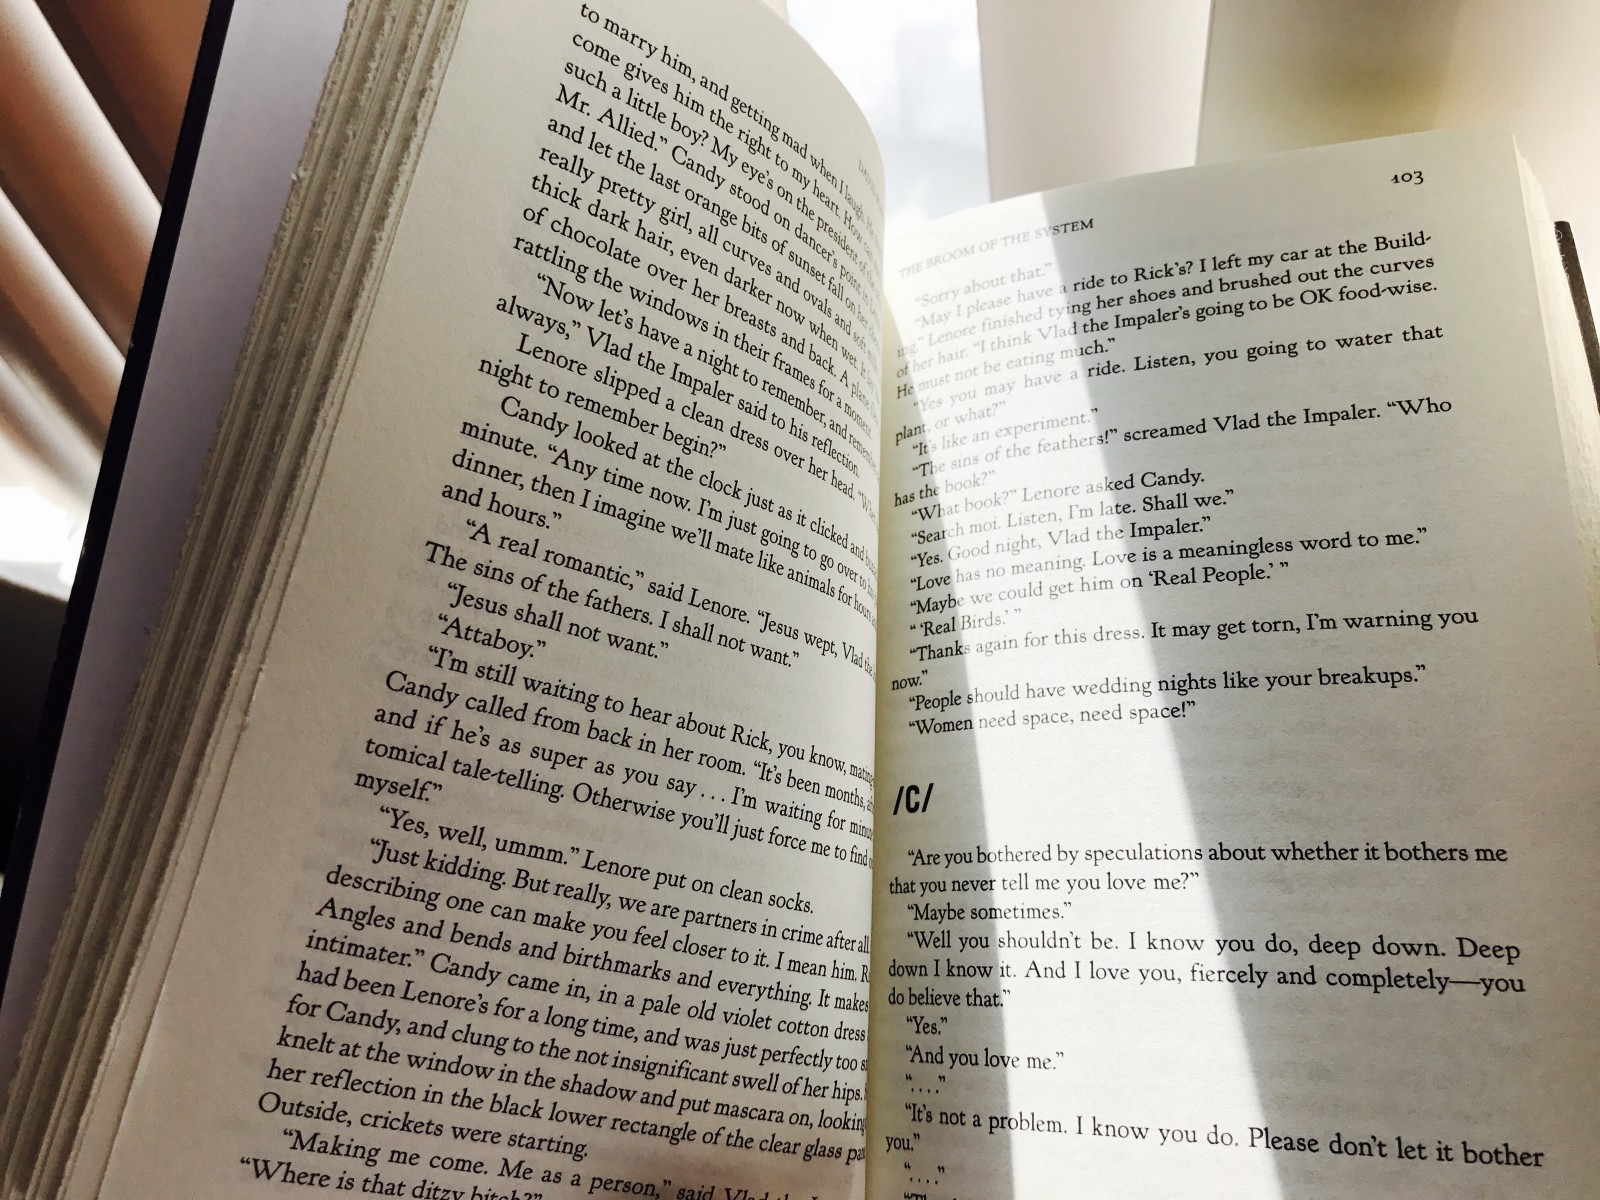 to marry him, and getting mad when I laugh. He
come gives him the right to my heart. How can
such a little boy? My eye's on the president of
Mr. Allied." Candy stood on dancer's point
and let the last orange bits of sunset fall on her
really pretty girl, all curves and ovals and soft
thick dark hair, even darker now when wet. It
of chocolate over her breasts and back. A plane
rattling the windows in their frames for a moment.
"Now let's have a night to remember, and remember
always," Vlad the Impaler said to his reflection.
Lenore slipped a clean dress over her head.
night to remember begin?"
Candy looked at the clock just as it clicked and
minute. "Any time now. I'm just going to go over to
dinner, then I imagine we'll mate like animals for hours
and hours."
"A real romantic," said Lenore. "Jesus wept, Vlad
The sins of the fathers. I shall not want."
"Jesus shall not want."
"Attaboy."
"I'm still waiting to hear about Rick, you know,
Candy called from back in her room. "It's been months,
and if he's as super as you say . . . I'm waiting for
tomical tale-telling. Otherwise you'll just force me to find
myself."
"Yes, well, ummm." Lenore put on clean socks.
"Just kidding. But really, we are partners in crime after all
describing one can make you feel closer to it. I mean him.
Angles and bends and birthmarks and everything. It makes
intimater." Candy came in, in a pale old violet cotton dress
had been Lenore's for a long time, and was just perfectly too
for Candy, and clung to the not insignificant swell of her hips.
knelt at the window in the shadow and put mascara on,
her reflection in the black lower rectangle of the clear glass
Outside, crickets were starting.
"Making me come. Me as a person," said
"Where is that ditzy bitch?"
THE BROOM OF THE SYSTEM 103
"Sorry about that."
"May I please have a ride to Rick's? I left my car at the Build-
ing." Lenore finished tying her shoes and brushed out the curves
of her hair. "I think Vlad the Impaler's going to be OK food-wise.
He must not be eating much."
"Yes you may have a ride. Listen, you going to water that
plant, or what?"
"It's like an experiment."
"The sins of the feathers!" screamed Vlad the Impaler. "Who
has the book?"
"What book?" Lenore asked Candy.
"Search moi. Listen, I'm late. Shall we."
"Yes. Good night, Vlad the Impaler."
"Love has no meaning. Love is a meaningless word to me."
"Maybe we could get him on 'Real People.' "
" 'Real Birds.' "
"Thanks again for this dress. It may get torn, I'm warning you
now."
"People should have wedding nights like your breakups."
"Women need space, need space!"
/C/
"Are you bothered by speculations about whether it bothers me
that you never tell me you love me?"
"Maybe sometimes."
"Well you shouldn't be. I know you do, deep down. Deep
down I know it. And I love you, fiercely and completely—you
do believe that."
"Yes."
"And you love me."
". . . ."
"It's not a problem. I know you do. Please don't let it bother
you."
". . . ."